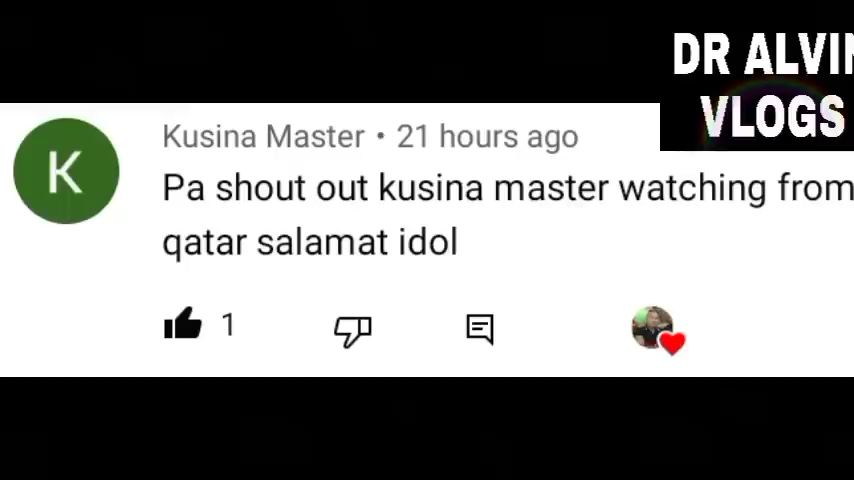 DR ALVIN
VLOGS
K
Kusina Master • 21 hours ago
Pa shout out kusina master watching from
qatar salamat idol
1